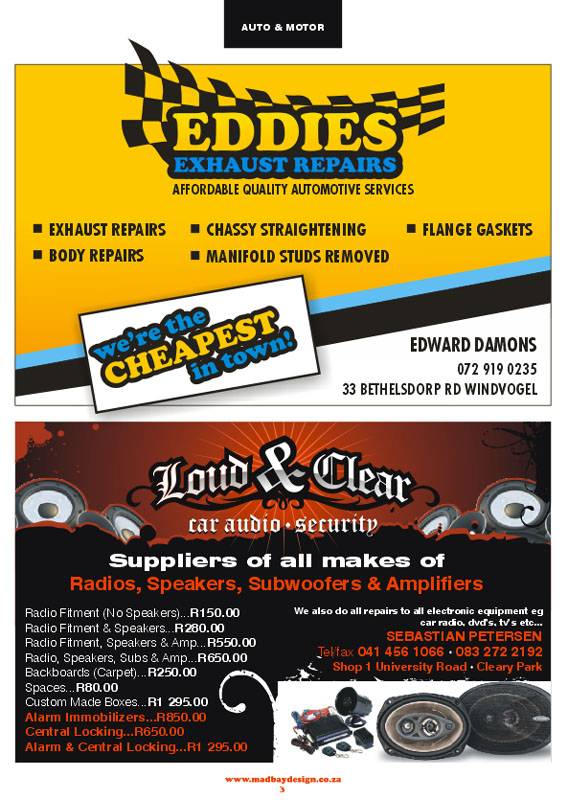 AUTO & MOTOR
EDDIES
EXHAUST REPAIRS
AFFORDABLE QUALITY AUTOMOTIVE SERVICES
■ EXHAUST REPAIRS ■ CHASSY STRAIGHTENING ■ FLANGE GASKETS
■ BODY REPAIRS ■ MANIFOLD STUDS REMOVED
we're the
CHEAPEST
in town!
EDWARD DAMONS
072 919 0235
33 BETHELSDORP RD WINDVOGEL
Loud & Clear
car audio • security
Suppliers of all makes of
Radios, Speakers, Subwoofers & Amplifiers
Radio Fitment (No Speakers)...R150.00
Radio Fitment & Speakers...R280.00
Radio Fitment, Speakers & Amp...R550.00
Radio, Speakers, Subs & Amp...R650.00
Backboards (Carpet)...R250.00
Spaces...R80.00
Custom Made Boxes...R1 295.00
Alarm Immobilizers...R850.00
Central Locking...R650.00
Alarm & Central Locking...R1 295.00
We also do all repairs to all electronic equipment eg
car radio, dvd's, tv's etc...
SEBASTIAN PETERSEN
Tel/fax 041 456 1066 • 083 272 2192
Shop 1 University Road • Cleary Park
www.madbaydesign.co.za
3